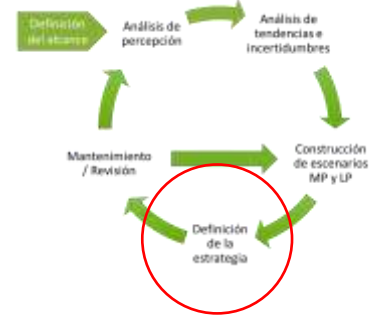 Definición
del alcance
Análisis de
percepción
Análisis de
tendencias e
incertidumbres
Construcción
de escenarios
MP y LP
Definición
de la
estrategia
Mantenimiento
/ Revisión